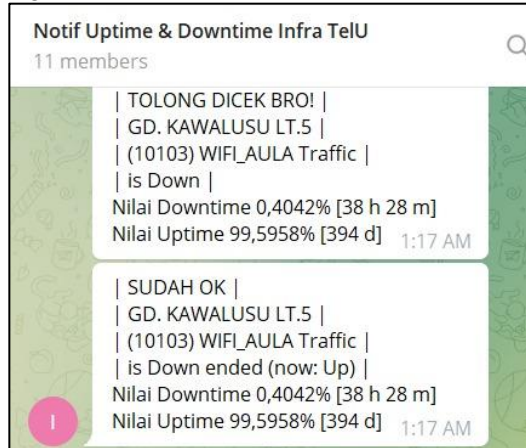 Notif Uptime & Downtime Infra TelU
11 members
| TOLONG DICEK BRO! |
| GD. KAWALUSU LT.5 |
| (10103) WIFI_AULA Traffic |
| is Down |
Nilai Downtime 0,4042% [38 h 28 m]
Nilai Uptime 99,5958% [394 d] 1:17 AM
| SUDAH OK |
| GD. KAWALUSU LT.5 |
| (10103) WIFI_AULA Traffic |
| is Down ended (now: Up) |
Nilai Downtime 0,4042% [38 h 28 m]
I
Nilai Uptime 99,5958% [394 d] 1:17 AM